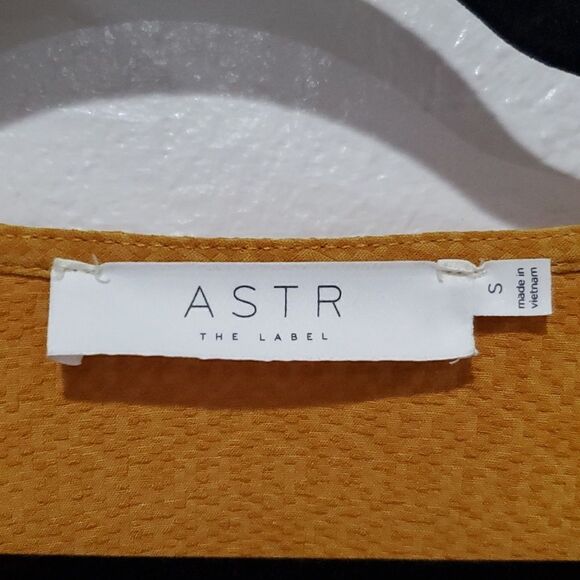 ASTR
THE LABEL
S
made in
vietnam